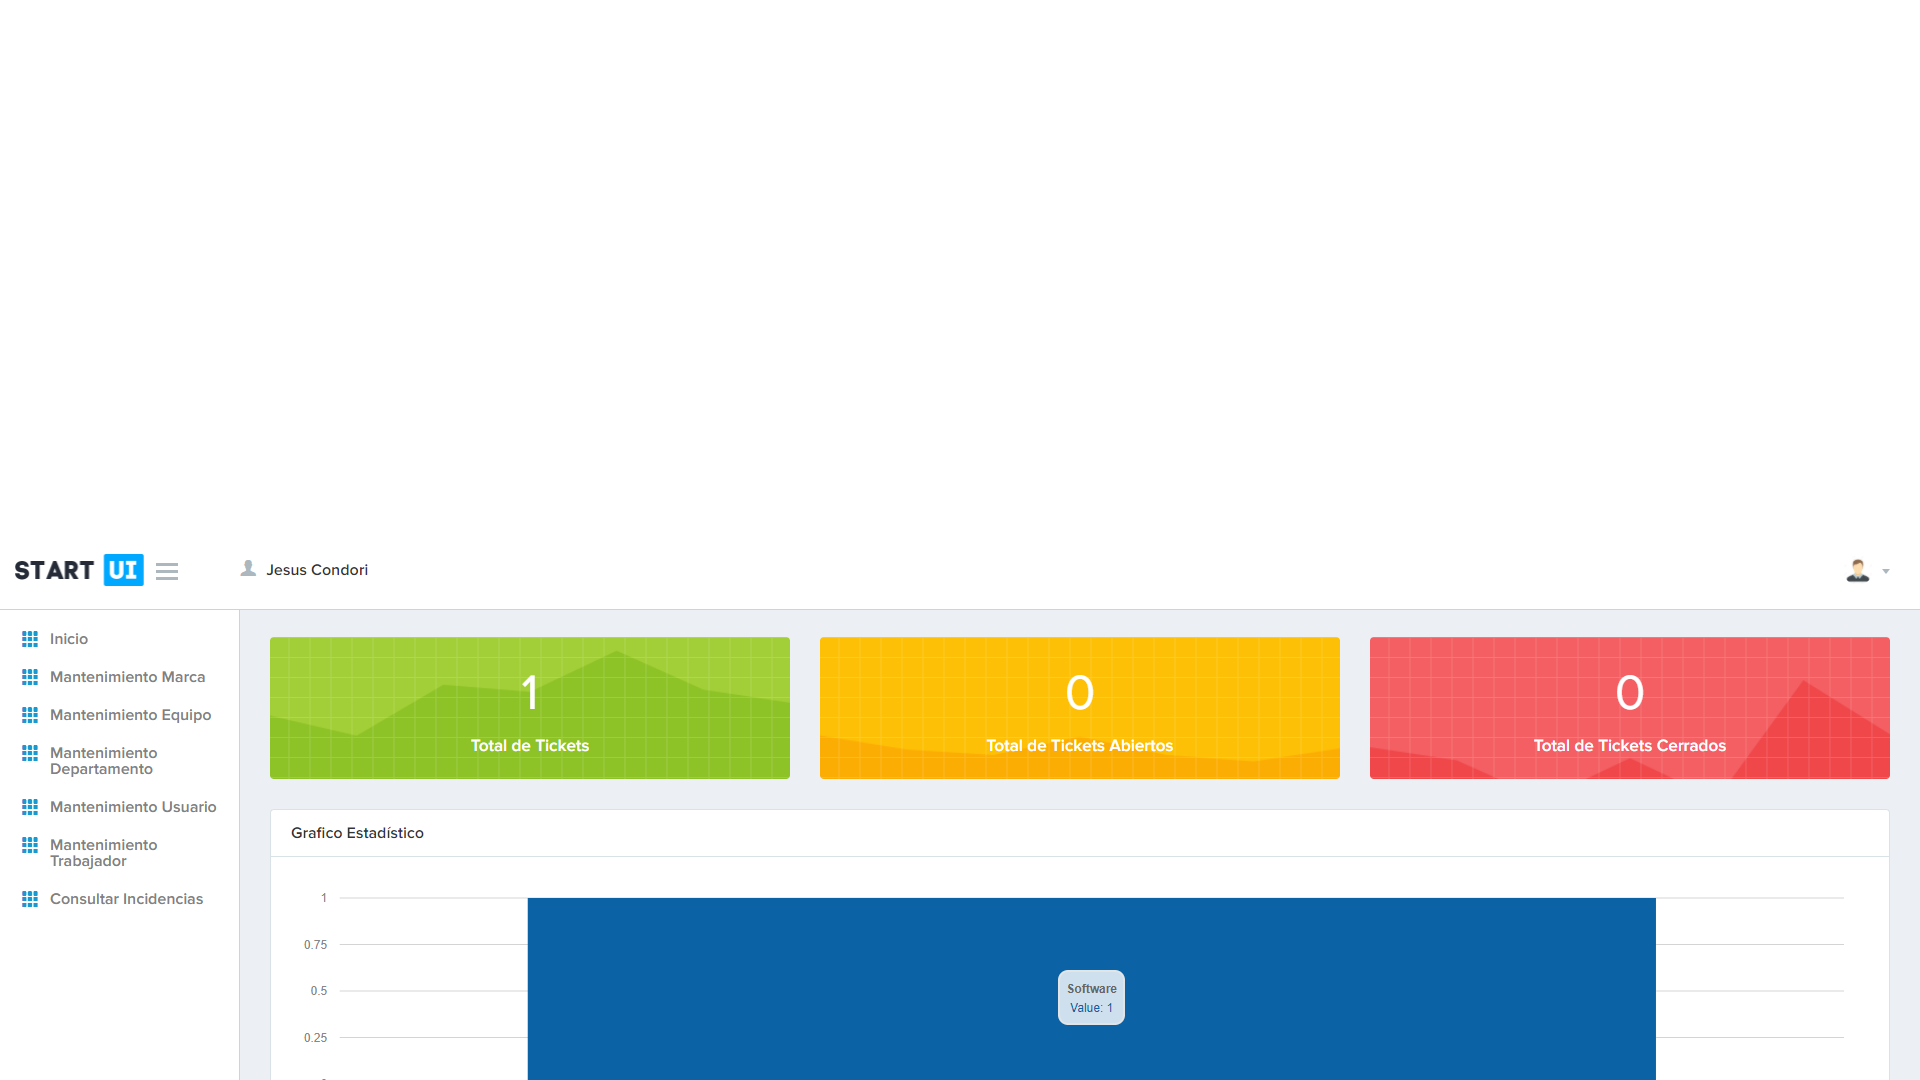 START UI
Jesus Condori
Inicio
Mantenimiento Marca
Mantenimiento Equipo
Mantenimiento
Departamento
Mantenimiento Usuario
Mantenimiento
Trabajador
Consultar Incidencias
1
Total de Tickets
0
Total de Tickets Abiertos
0
Total de Tickets Cerrados
Grafico Estadístico
1
0.75
0.5
0.25
Software
Value: 1